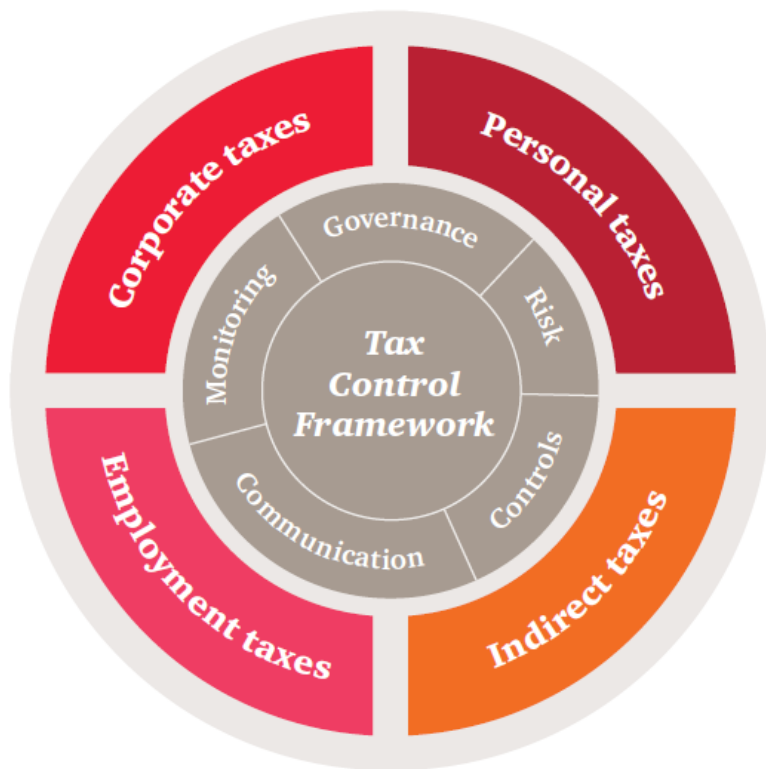 Corporate taxes
Personal taxes
Governance
Monitoring
Risk
Tax
Control
Framework
Controls
Communication
Employment taxes
Indirect taxes